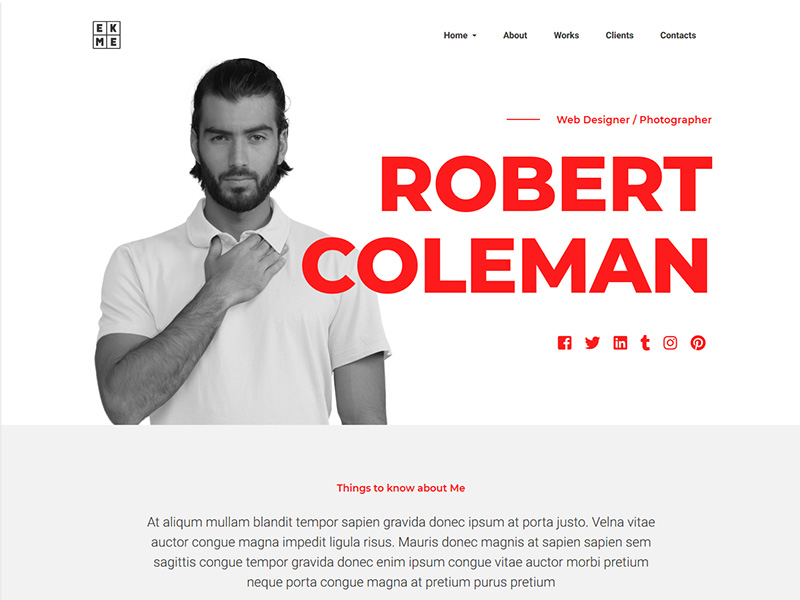 EK
ME
Home
About
Works
Clients
Contacts
Web Designer / Photographer
ROBERT
COLEMAN
Things to know about Me
At aliqum mullam blandit tempor sapien gravida donec ipsum at porta justo. Velna vitae
auctor congue magna impedit ligula risus. Mauris donec magnis at sapien sapien sem
sagittis congue tempor gravida donec enim ipsum congue vitae auctor morbi pretium
neque porta congue magna at pretium purus pretium